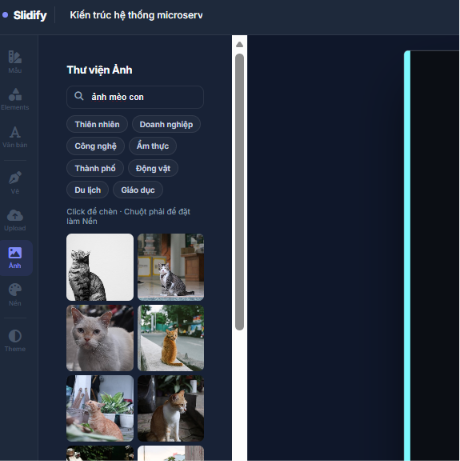 Slidify
Kiến trúc hệ thống microserv
Mẫu
Elements
Văn bản
Vẽ
Upload
Ảnh
Nền
Theme
Thư viện Ảnh
ảnh mèo con
Thiên nhiên
Doanh nghiệp
Công nghệ
Ẩm thực
Thành phố
Động vật
Du lịch
Giáo dục
Click để chèn · Chuột phải để đặt
làm Nền